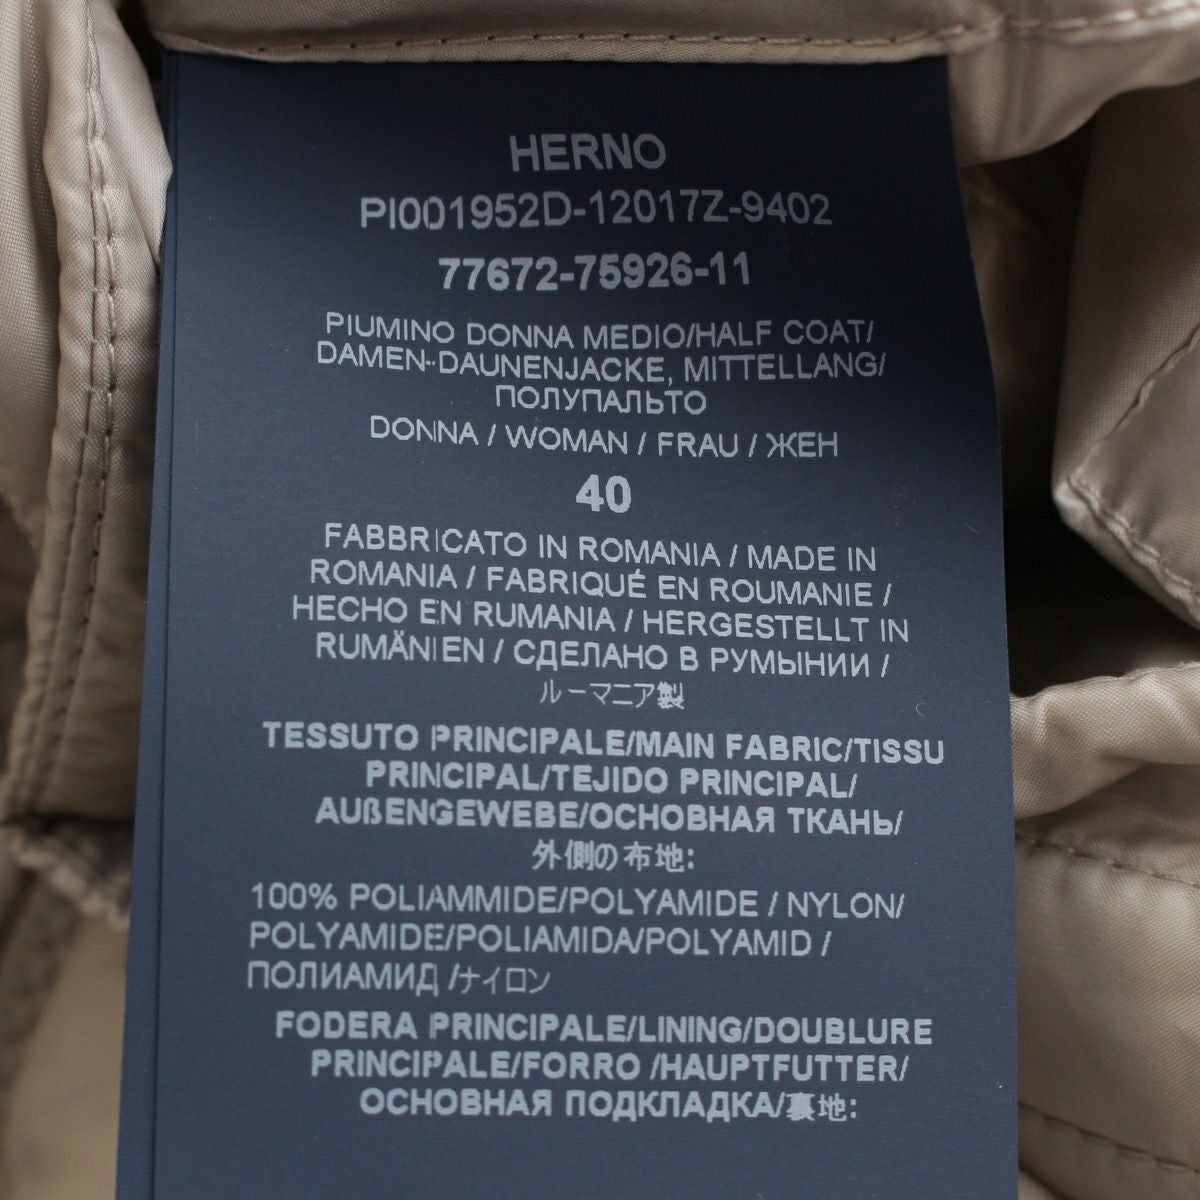 HERNO
PI001952D-12017Z-9402
77672-75926-11
PIUMINO DONNA MEDIO/HALF COAT/
DAMEN-DAUNENJACKE, MITTELLANG/
ПОЛУПАЛЬТО
DONNA / WOMAN / FRAU / ЖЕН
40
FABBRICATO IN ROMANIA / MADE IN
ROMANIA / FABRIQUÉ EN ROUMANIE /
HECHO EN RUMANIA / HERGESTELLT IN
RUMÄNIEN / СДЕЛАНО В РУМЫНИИ /
ルーマニア製
TESSUTO PRINCIPALE/MAIN FABRIC/TISSU
PRINCIPAL/TEJIDO PRINCIPAL/
AUßENGEWEBE/ОСНОВНАЯ ТКАНЬ/
外側の布地:
100% POLIAMMIDE/POLYAMIDE / NYLON/
POLYAMIDE/POLIAMIDA/POLYAMID /
ПОЛИАМИД /ナイロン
FODERA PRINCIPALE/LINING/DOUBLURE
PRINCIPALE/FORRO /HAUPTFUTTER/
ОСНОВНАЯ ПОДКЛАДКА/裏地: